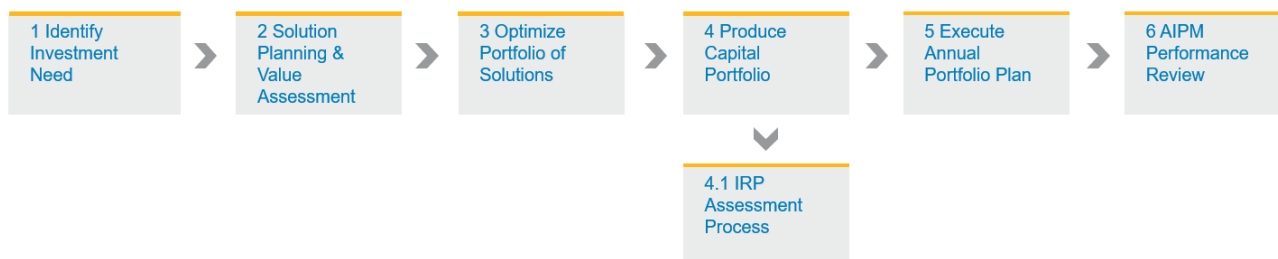 1 Identify
Investment
Need
2 Solution
Planning &
Value
Assessment
3 Optimize
Portfolio of
Solutions
4 Produce
Capital
Portfolio
5 Execute
Annual
Portfolio Plan
6 AIPM
Performance
Review
4.1 IRP
Assessment
Process